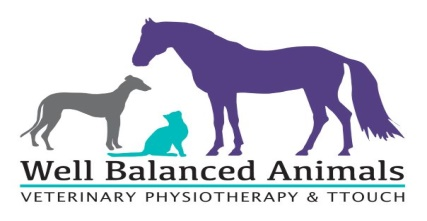 Well Balanced Animals
VETERINARY PHYSIOTHERAPY & TTOUCH